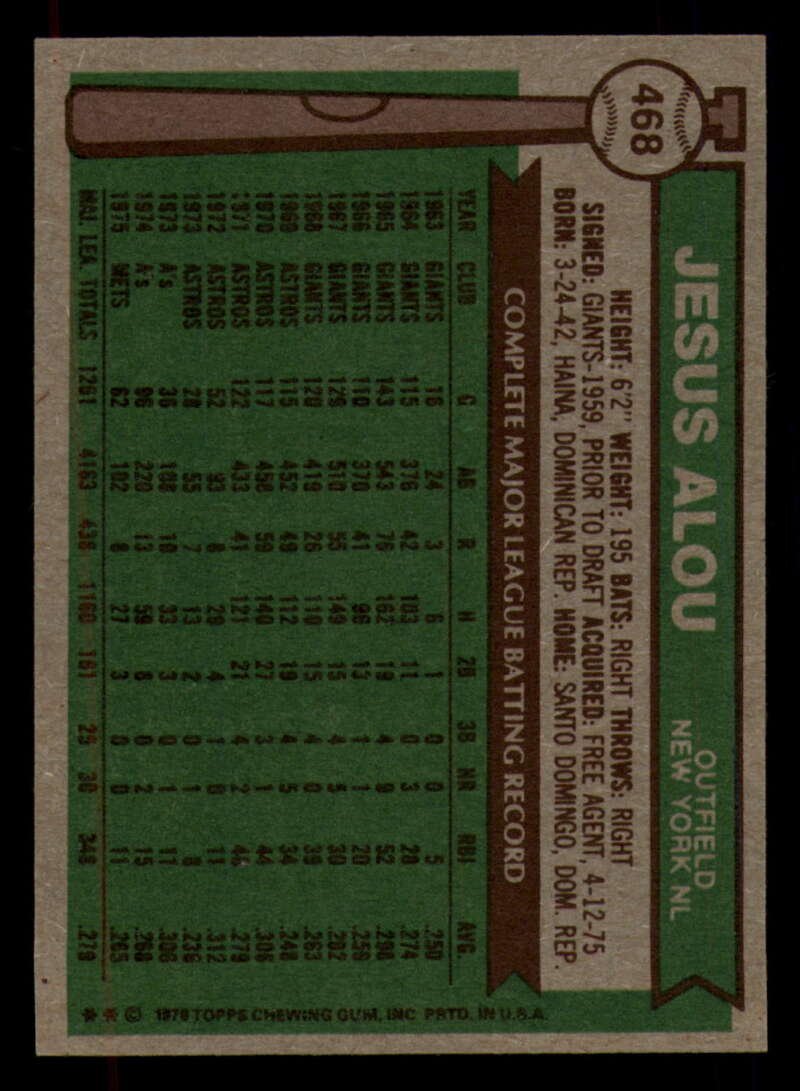 468
JESUS ALOU
OUTFIELD
NEW YORK NL
HEIGHT: 6'2" WEIGHT: 195 BATS: RIGHT THROWS: RIGHT
SIGNED: GIANTS-1959, PRIOR TO DRAFT ACQUIRED: FREE AGENT, 4-12-75
BORN: 3-24-42, HAINA, DOMINICAN REP. HOME: SANTO DOMINGO, DOM. REP.
COMPLETE MAJOR LEAGUE BATTING RECORD
YEAR CLUB G AB R H 2B 3B HR RBI AVG.
1963 GIANTS 16 24 3 6 1 0 0 5 .250
1964 GIANTS 115 376 42 103 11 0 3 28 .274
1965 GIANTS 143 543 76 162 19 4 9 52 .298
1966 GIANTS 110 370 41 96 13 1 1 20 .259
1967 GIANTS 129 510 55 149 15 4 5 30 .292
1968 GIANTS 120 419 26 110 15 4 0 39 .263
1969 ASTROS 115 452 49 112 19 4 5 34 .248
1970 ASTROS 117 458 59 140 27 3 1 44 .306
1971 ASTROS 122 433 41 121 21 4 2 46 .279
1972 ASTROS 52 93 8 29 4 1 0 11 .312
1973 ASTROS 28 55 7 13 2 0 1 8 .236
1973 A's 36 108 10 33 3 0 1 11 .306
1974 A's 96 220 13 59 8 0 2 15 .268
1975 METS 62 102 8 27 3 0 0 11 .265
MAJ. LEA. TOTALS 1261 4163 438 1160 161 25 30 346 .279
** © 1976 TOPPS CHEWING GUM, INC PRTD. IN U.S.A.